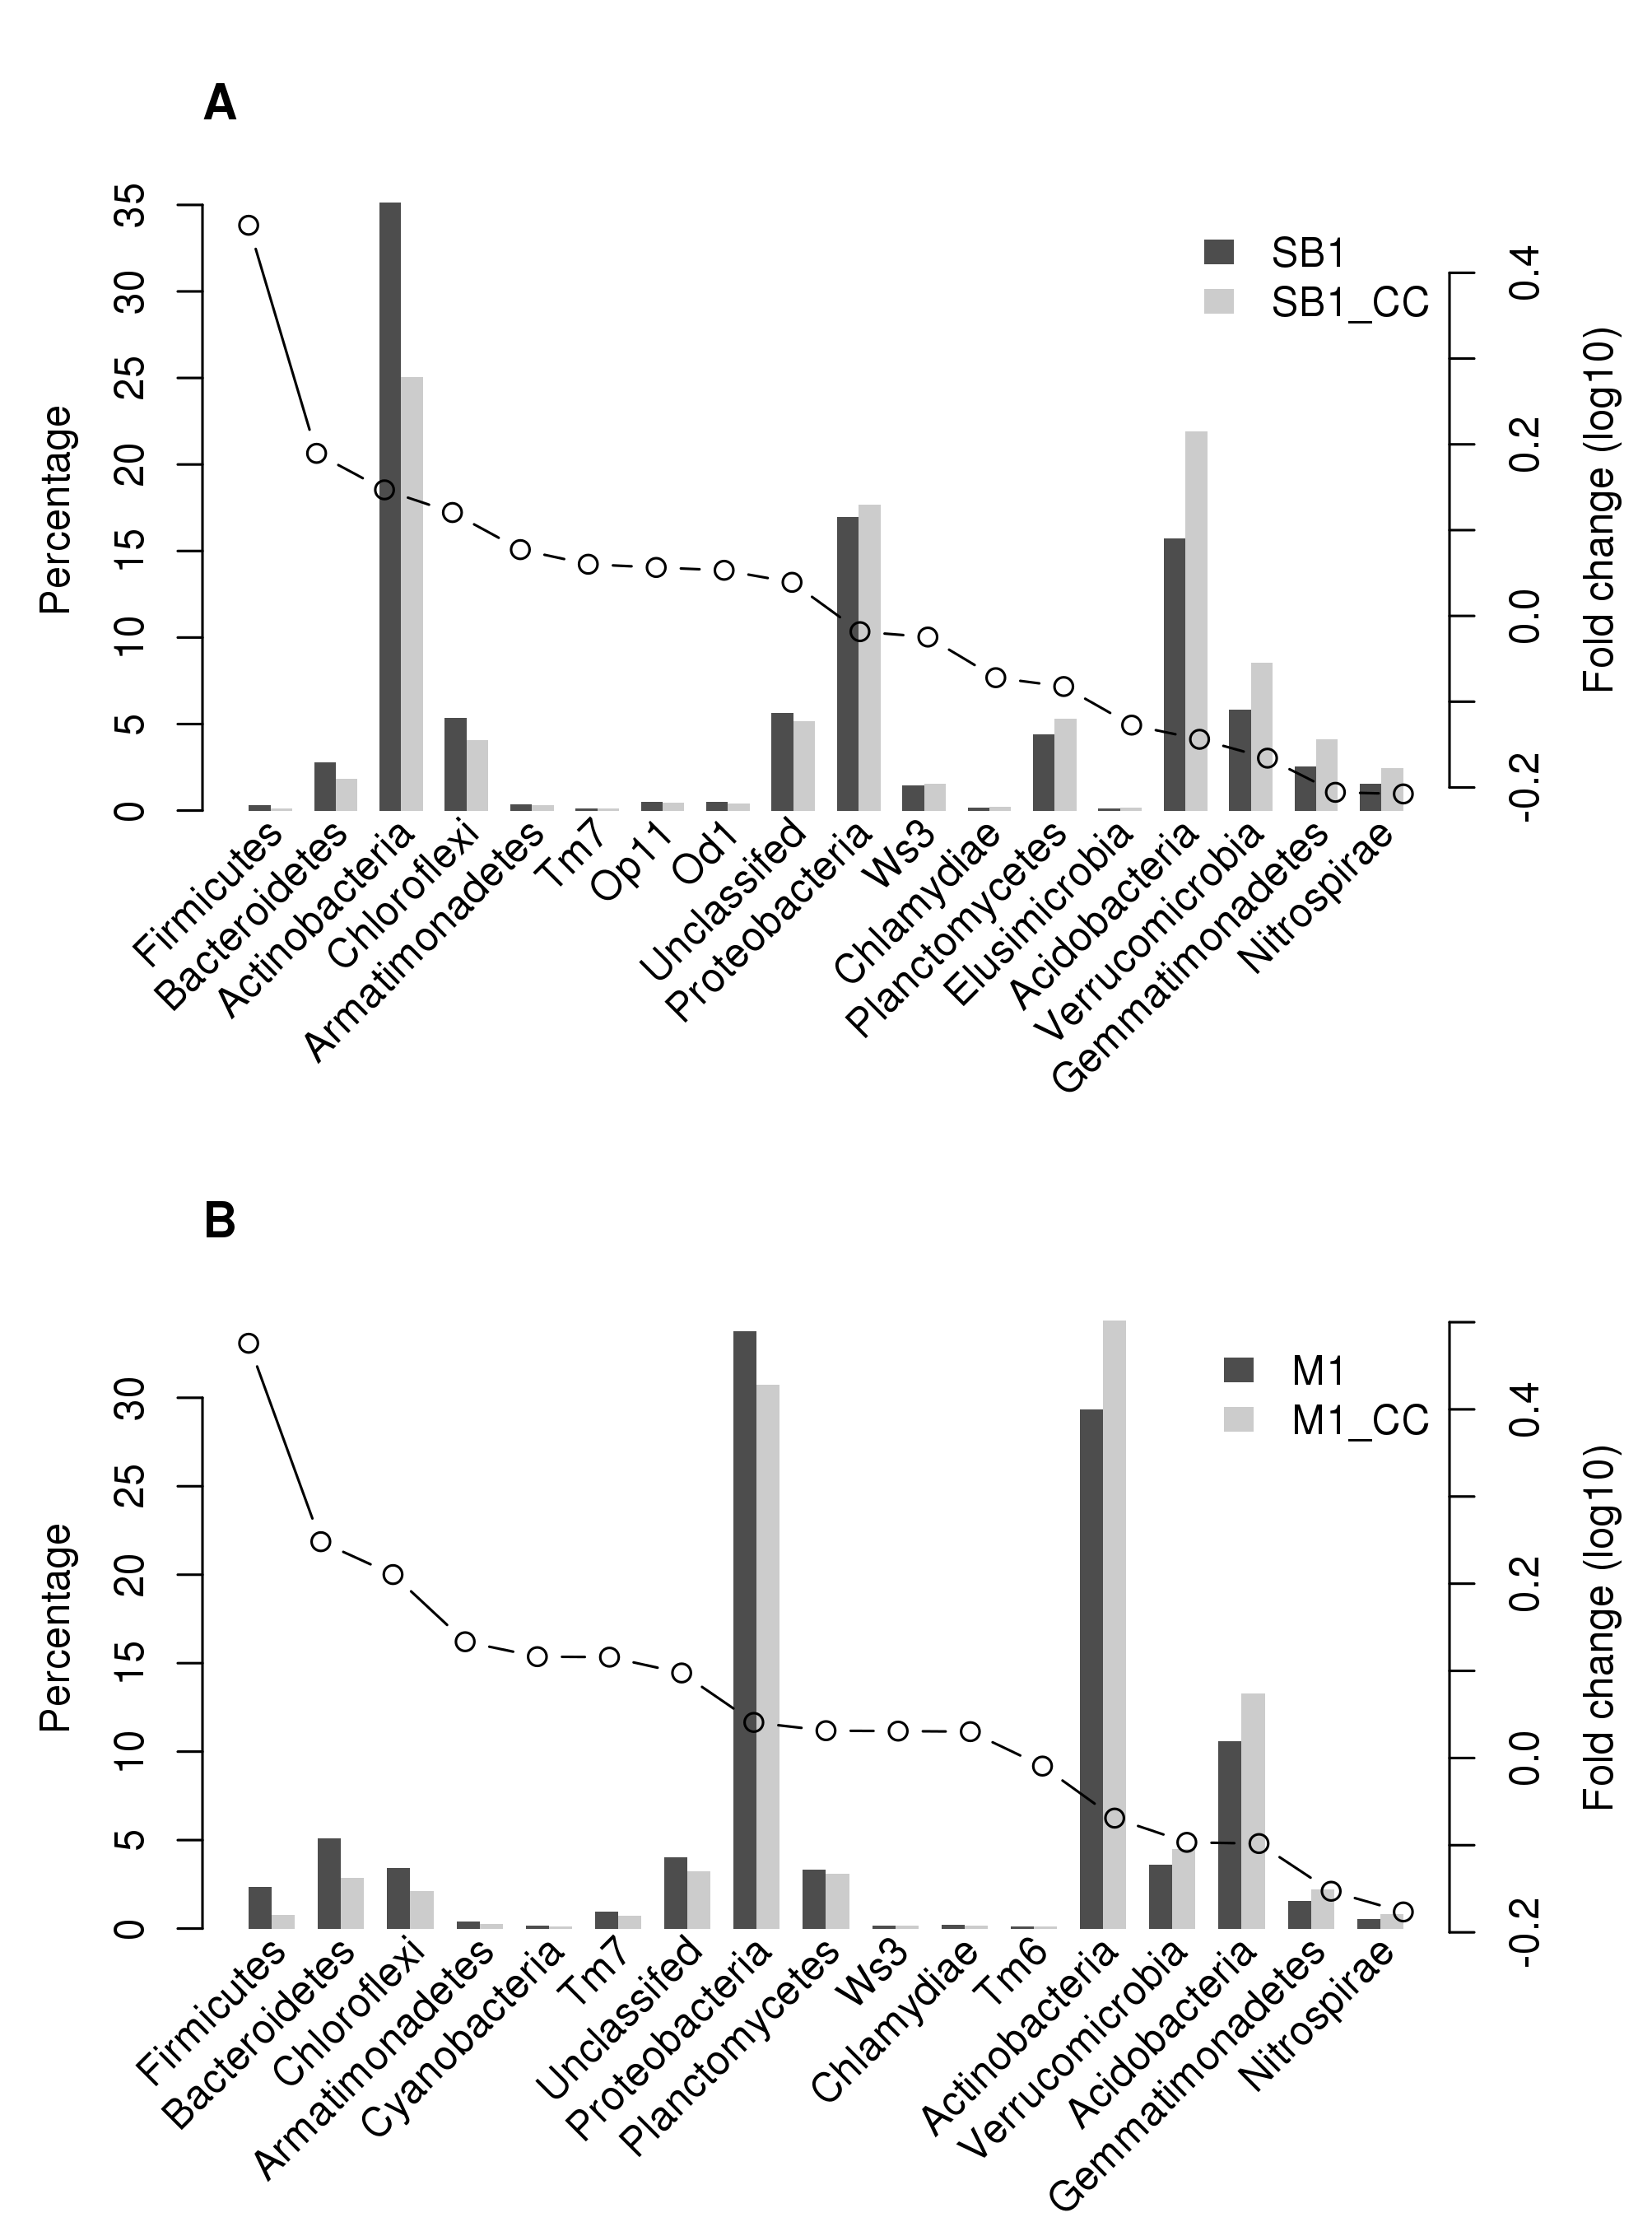 A
Percentage
35
30
25
20
15
10
5
0
SB1
SB1_CC
0.4
0.2
0.0
-0.2
Fold change (log10)
Firmicutes
Bacteroidetes
Actinobacteria
Chloroflexi
Armatimonadetes
Tm7
Op11
Od1
Unclassifed
Proteobacteria
Ws3
Chlamydiae
Planctomycetes
Elusimicrobia
Acidobacteria
Verrucomicrobia
Gemmatimonadetes
Nitrospirae
B
Percentage
30
25
20
15
10
5
0
M1
M1_CC
0.4
0.2
0.0
-0.2
Fold change (log10)
Firmicutes
Bacteroidetes
Chloroflexi
Armatimonadetes
Cyanobacteria
Tm7
Unclassifed
Proteobacteria
Planctomycetes
Ws3
Chlamydiae
Tm6
Actinobacteria
Verrucomicrobia
Acidobacteria
Gemmatimonadetes
Nitrospirae